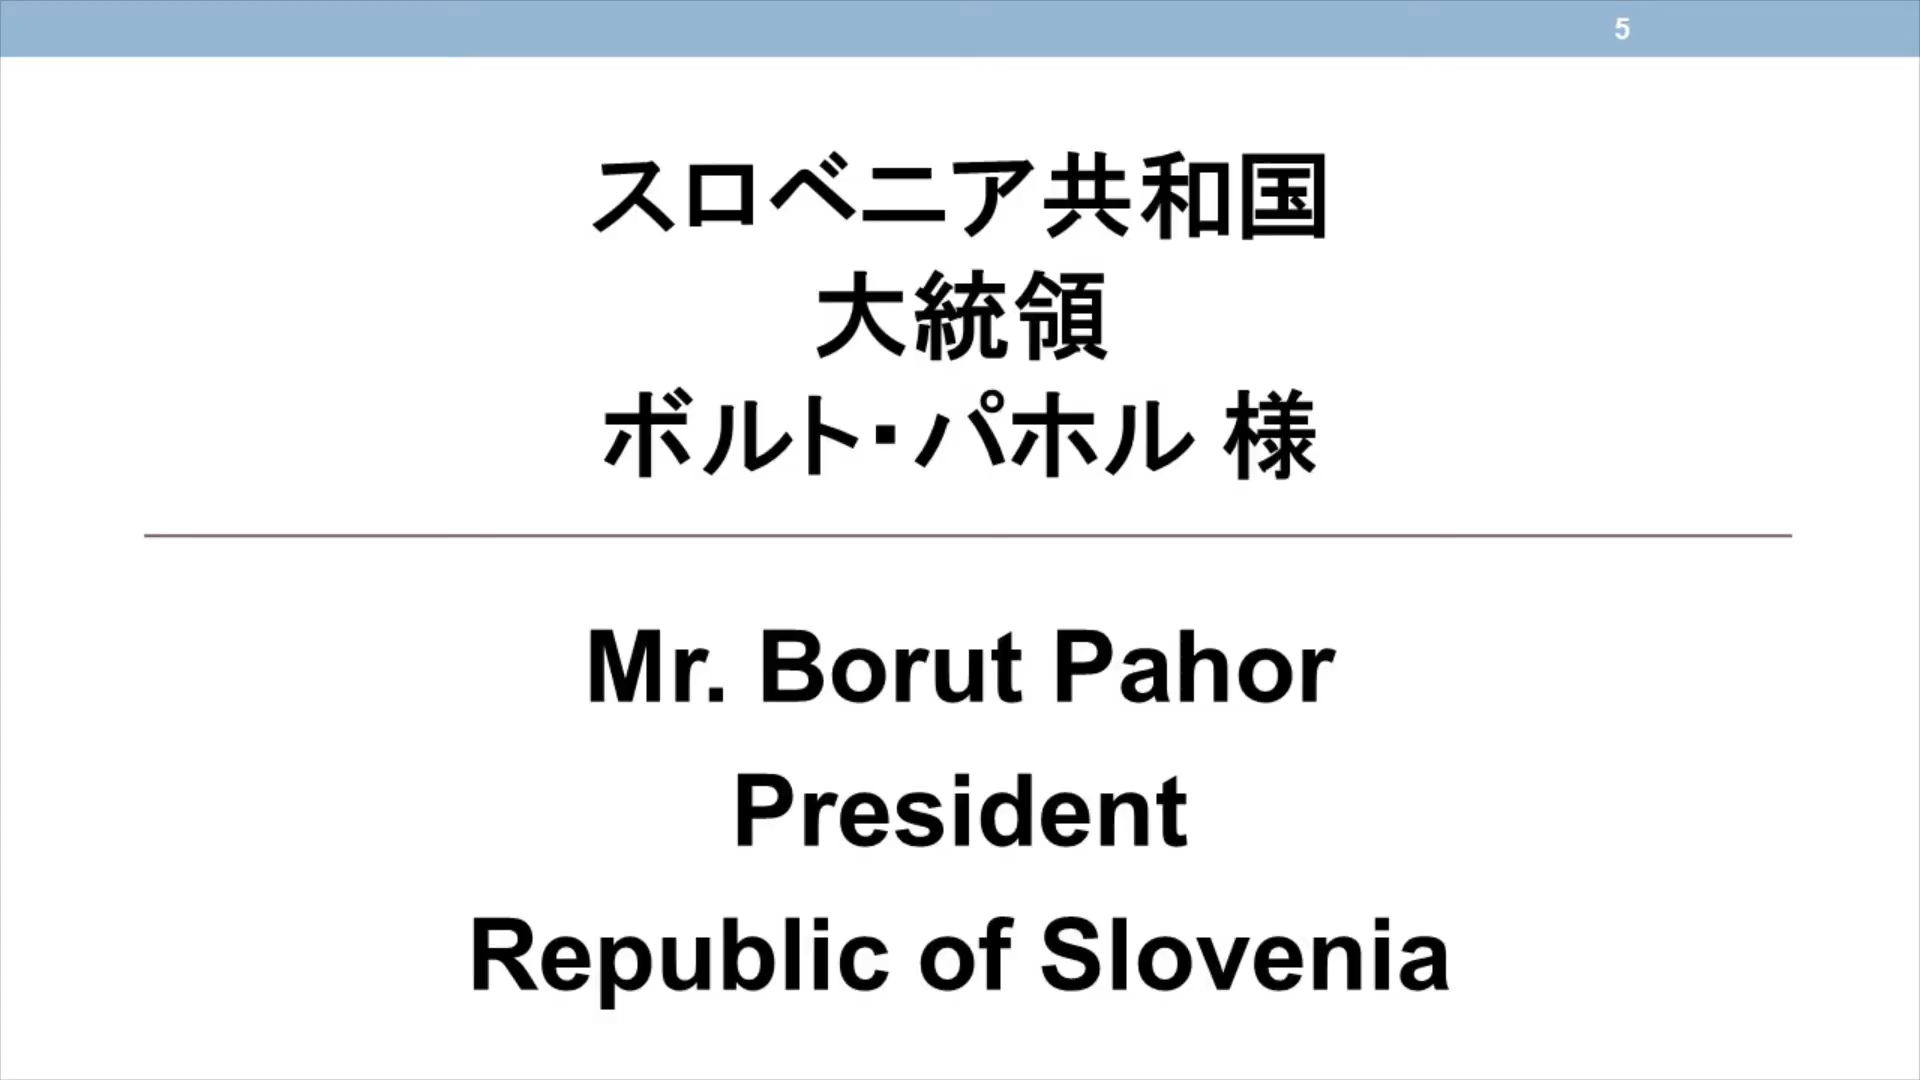 5
スロベニア共和国
大統領
ボルト・パホル 様
Mr. Borut Pahor
President
Republic of Slovenia